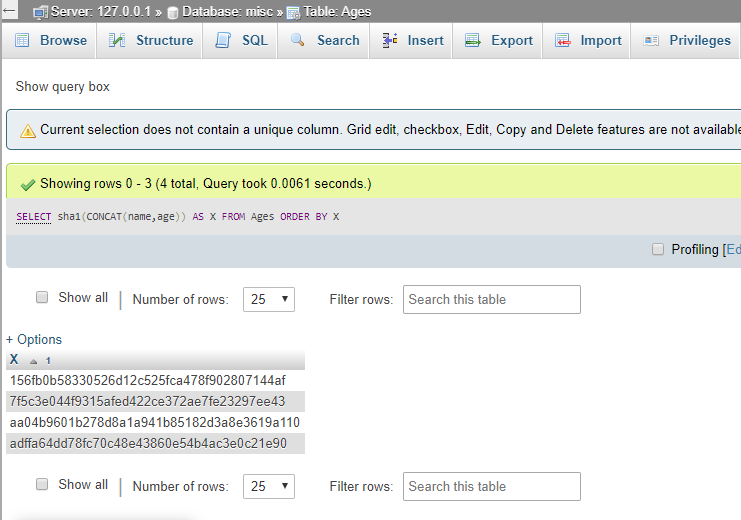 Server: 127.0.0.1 » Database: misc » Table: Ages
Browse Structure SQL Search Insert Export Import Privileges
Show query box
Current selection does not contain a unique column. Grid edit, checkbox, Edit, Copy and Delete features are not available
Showing rows 0 - 3 (4 total, Query took 0.0061 seconds.)
SELECT sha1(CONCAT(name,age)) AS X FROM Ages ORDER BY X
Profiling [Ed
Show all | Number of rows: 25 Filter rows: Search this table
+ Options
X 1
156fb0b58330526d12c525fca478f902807144af
7f5c3e044f9315afed422ce372ae7fe23297ee43
aa04b9601b278d8a1a941b85182d3a8e3619a110
adffa64dd78fc70c48e43860e54b4ac3e0c21e90
Show all | Number of rows: 25 Filter rows: Search this table